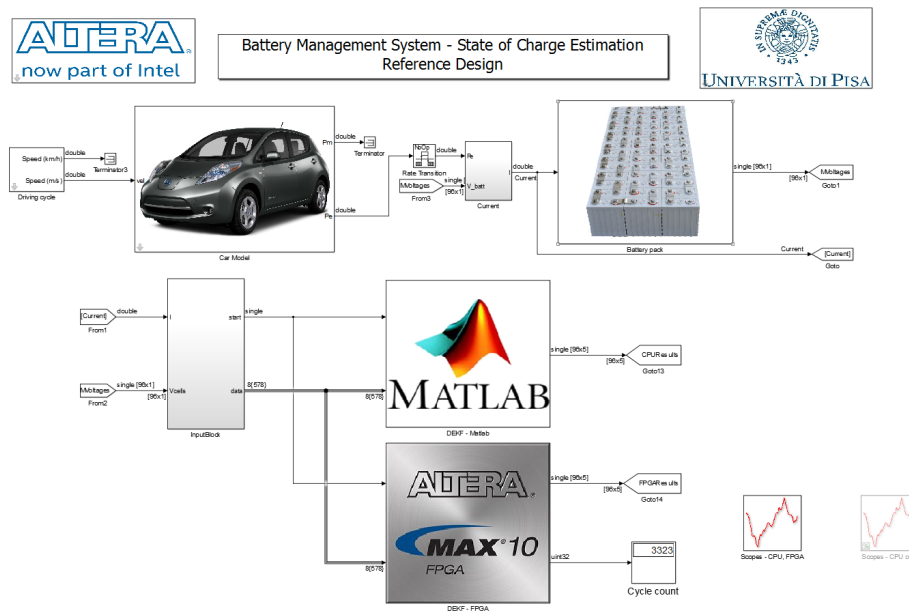 ALTERA®
now part of Intel
Battery Management System - State of Charge Estimation
Reference Design
IN SUPREMÆ DIGNITATIS
1343
UNIVERSITÀ DI PISA
Speed (km/h)
double
Terminator3
Speed (m/s)
double
Driving cycle
vel
Pm
double
Terminator
Pe
double
Car Model
NoOp
Rate Transition
double
Mvoltages
single
[96x1]
From3
Pe
V_batt
I
Current
double
Current
Battery pack
single [96x1]
[96x1]
Mvoltages
Goto1
Current
[Current]
Goto
[Current]
double
From1
Mvoltages
single [96x1]
[96x1]
From2
I
Vcells
start
data
InputBlock
single
8{578}
8{578}
MATLAB
DEKF - Matlab
single [96x5]
[96x5]
CPUResults
Goto13
ALTERA®
MAX® 10
FPGA
8{578}
DEKF - FPGA
single [96x5]
[96x5]
FPGAResults
Goto14
uint32
3323
Cycle count
Scopes - CPU, FPGA
Scopes - CPU o